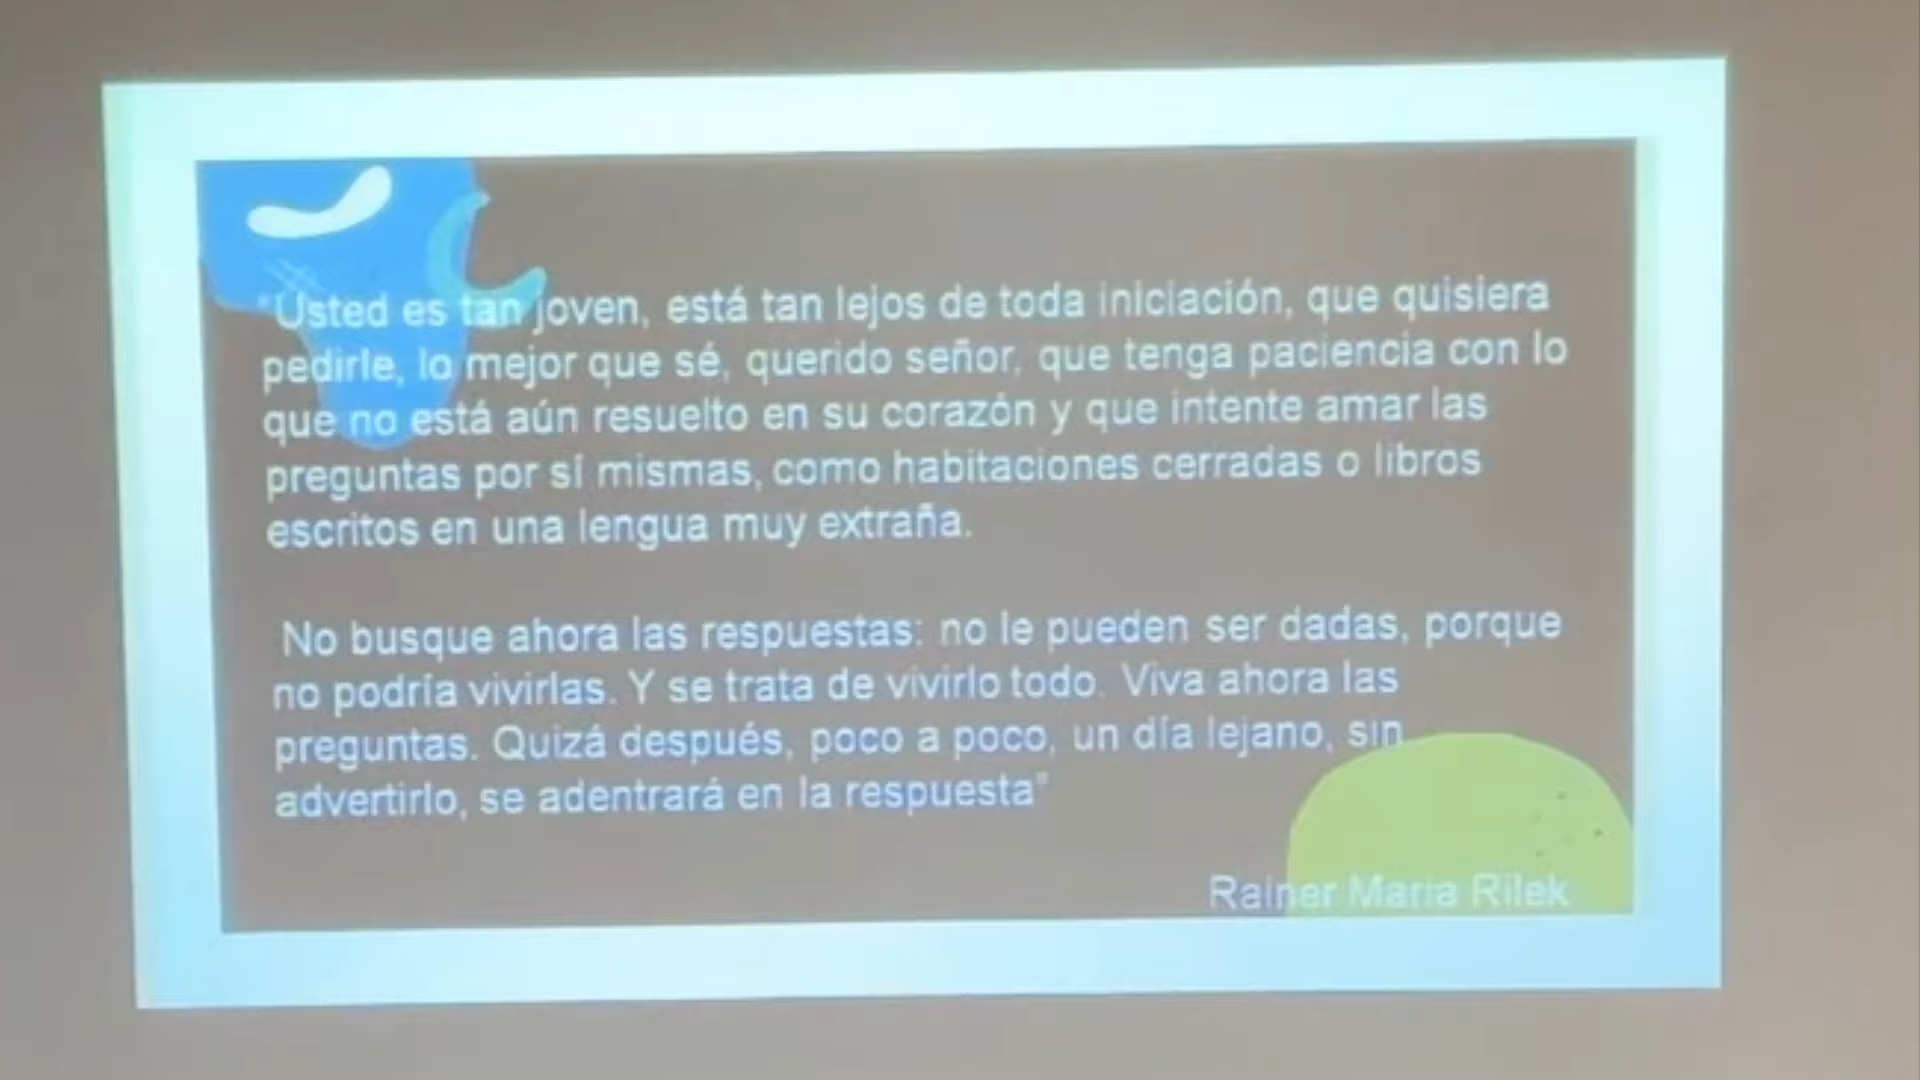 "Usted es tan joven, está tan lejos de toda iniciación, que quisiera
pedirle, lo mejor que sé, querido señor, que tenga paciencia con lo
que no está aún resuelto en su corazón y que intente amar las
preguntas por sí mismas, como habitaciones cerradas o libros
escritos en una lengua muy extraña.
No busque ahora las respuestas: no le pueden ser dadas, porque
no podría vivirlas. Y se trata de vivirlo todo. Viva ahora las
preguntas. Quizá después, poco a poco, un día lejano, sin
advertirlo, se adentrará en la respuesta"
Rainer Maria Rilek